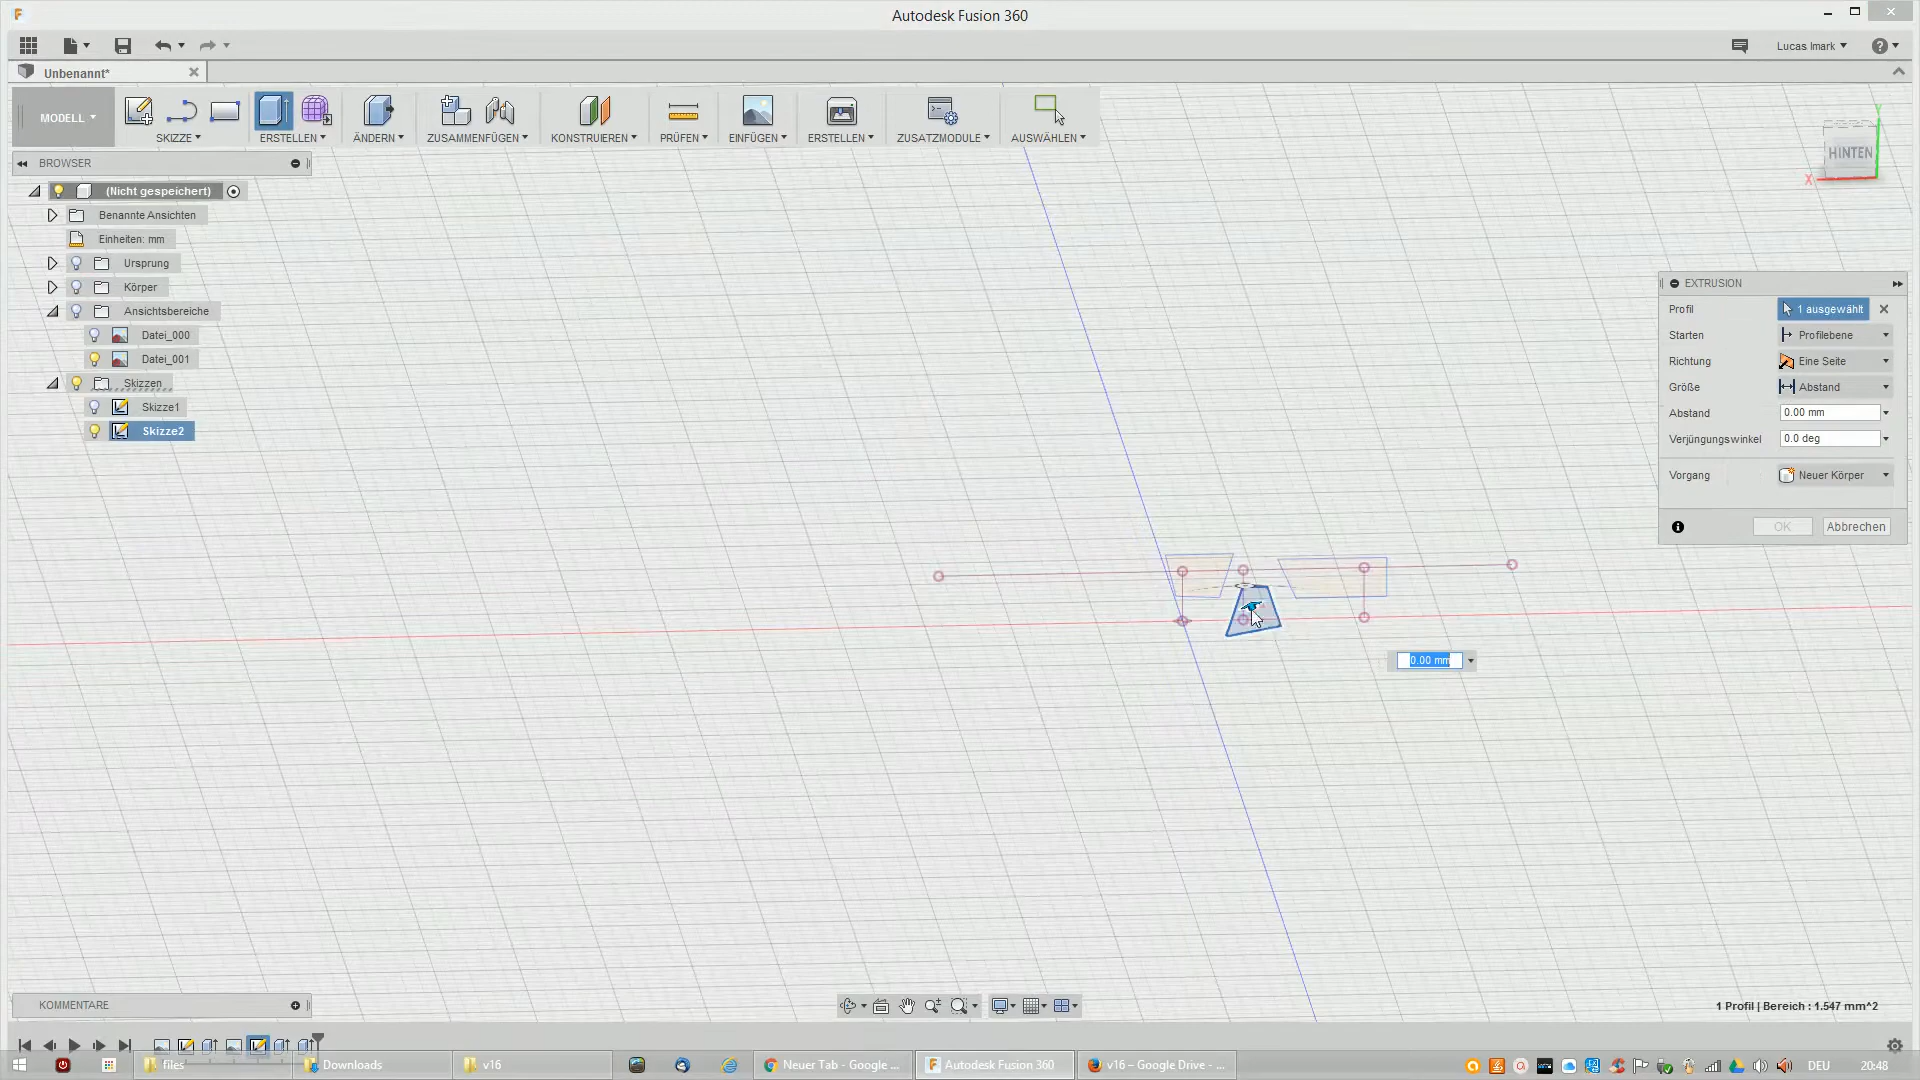 Autodesk Fusion 360
Lucas Imark
Unbenannt*
MODELL
SKIZZE
ERSTELLEN
ÄNDERN
ZUSAMMENFÜGEN
KONSTRUIEREN
PRÜFEN
EINFÜGEN
ERSTELLEN
ZUSATZMODULE
AUSWÄHLEN
BROWSER
(Nicht gespeichert)
Benannte Ansichten
Einheiten: mm
Ursprung
Körper
Ansichtsbereiche
Datei_000
Datei_001
Skizzen
Skizze1
Skizze2
HINTEN
X
Y
EXTRUSION
Profil 1 ausgewählt
Starten Profilebene
Richtung Eine Seite
Größe Abstand
Abstand 0.00 mm
Verjüngungswinkel 0.0 deg
Vorgang Neuer Körper
OK Abbrechen
0.00 mm
KOMMENTARE
1 Profil | Bereich : 1.547 mm^2
files
Downloads
v16
Neuer Tab - Google ...
Autodesk Fusion 360
v16 – Google Drive - ...
DEU
20:48